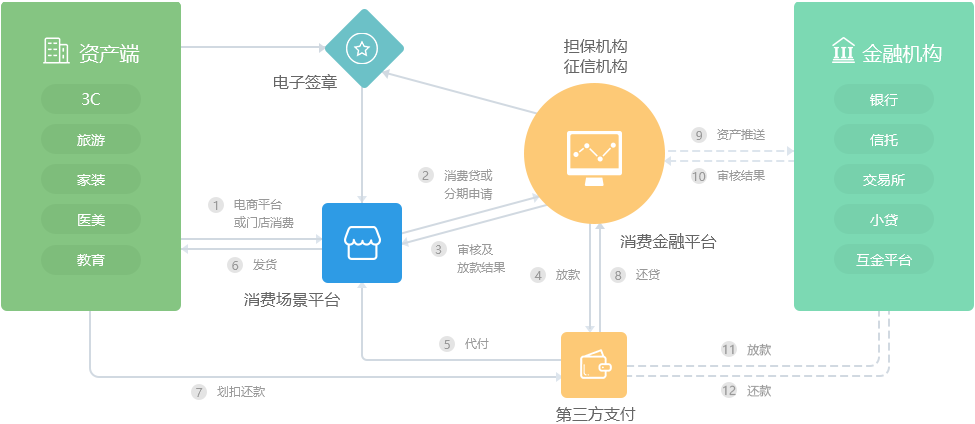 资产端
3C
旅游
家装
医美
教育
电子签章
担保机构
征信机构
金融机构
银行
信托
交易所
小贷
互金平台
9 资产推送
10 审核结果
2 消费贷或
分期申请
1 电商平台
或门店消费
3 审核及
放款结果
6 发货
消费场景平台
消费金融平台
4 放款
8 还贷
5 代付
7 划扣还款
11 放款
12 还款
第三方支付